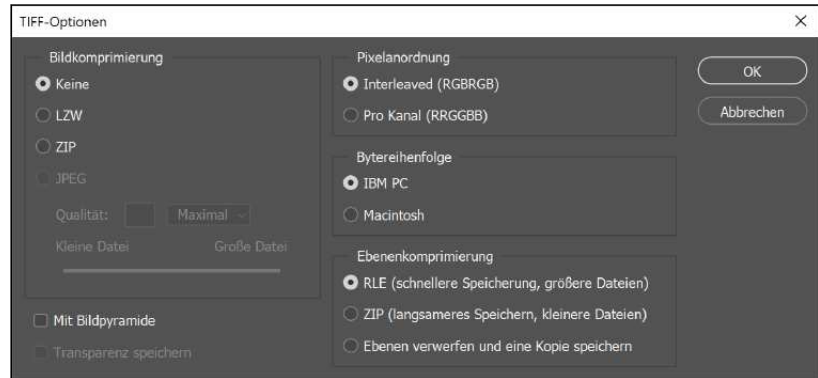 TIFF-Optionen
Bildkomprimierung
Keine
LZW
ZIP
JPEG
Qualität:
Maximal
Kleine Datei
Große Datei
Mit Bildpyramide
Transparenz speichern
Pixelanordnung
Interleaved (RGBRGB)
Pro Kanal (RRGGBB)
Bytereihenfolge
IBM PC
Macintosh
Ebenenkomprimierung
RLE (schnellere Speicherung, größere Dateien)
ZIP (langsameres Speichern, kleinere Dateien)
Ebenen verwerfen und eine Kopie speichern
OK
Abbrechen